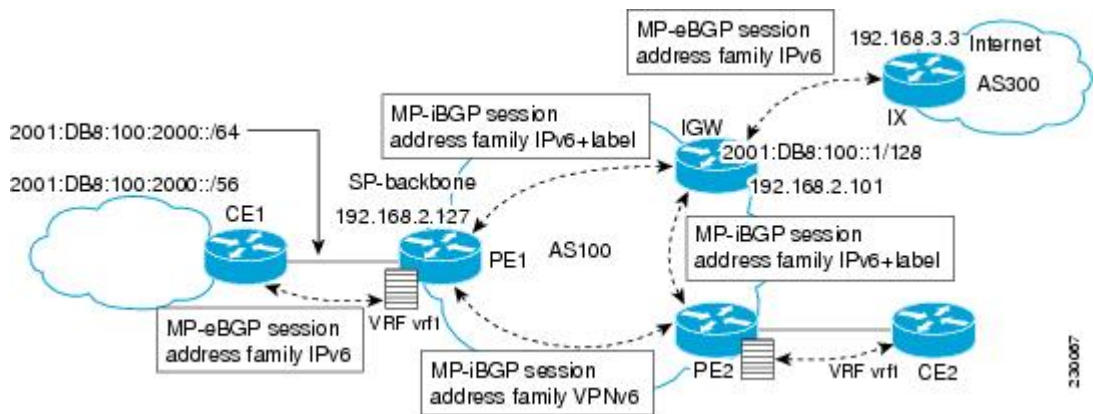 MP-eBGP session
address family IPv6
192.168.3.3
Internet
AS300
IX
MP-iBGP session
address family IPv6+label
IGW
2001:DB8:100:2000::/64
2001:DB8:100::1/128
2001:DB8:100:2000::/56
SP-backbone
192.168.2.101
CE1
192.168.2.127
MP-iBGP session
address family IPv6+label
AS100
PE1
MP-eBGP session
address family IPv6
VRF vrf1
MP-iBGP session
address family VPNv6
PE2
VRF vrf1
CE2
230667